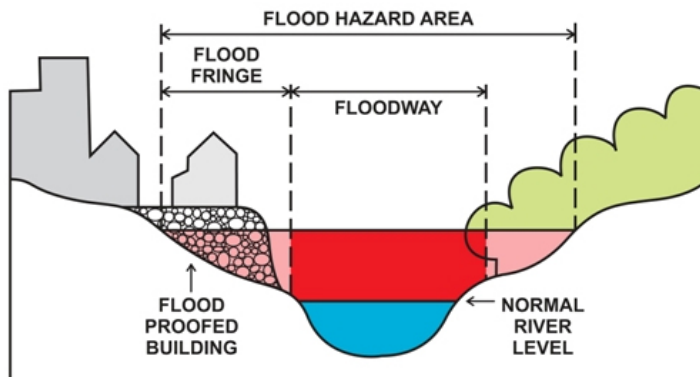 FLOOD HAZARD AREA
FLOOD
FRINGE
FLOODWAY
FLOOD
PROOFED
BUILDING
NORMAL
RIVER
LEVEL